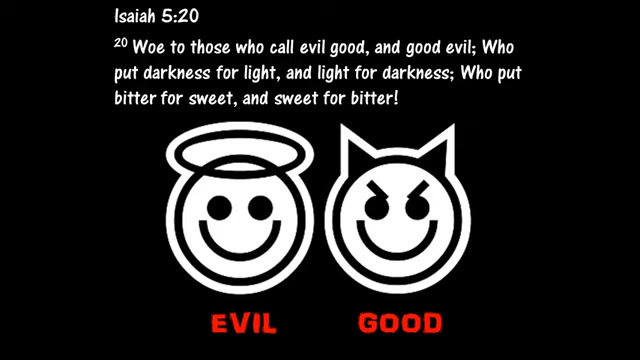 Isaiah 5:20
20 Woe to those who call evil good, and good evil; Who
put darkness for light, and light for darkness; Who put
bitter for sweet, and sweet for bitter!
EVIL GOOD